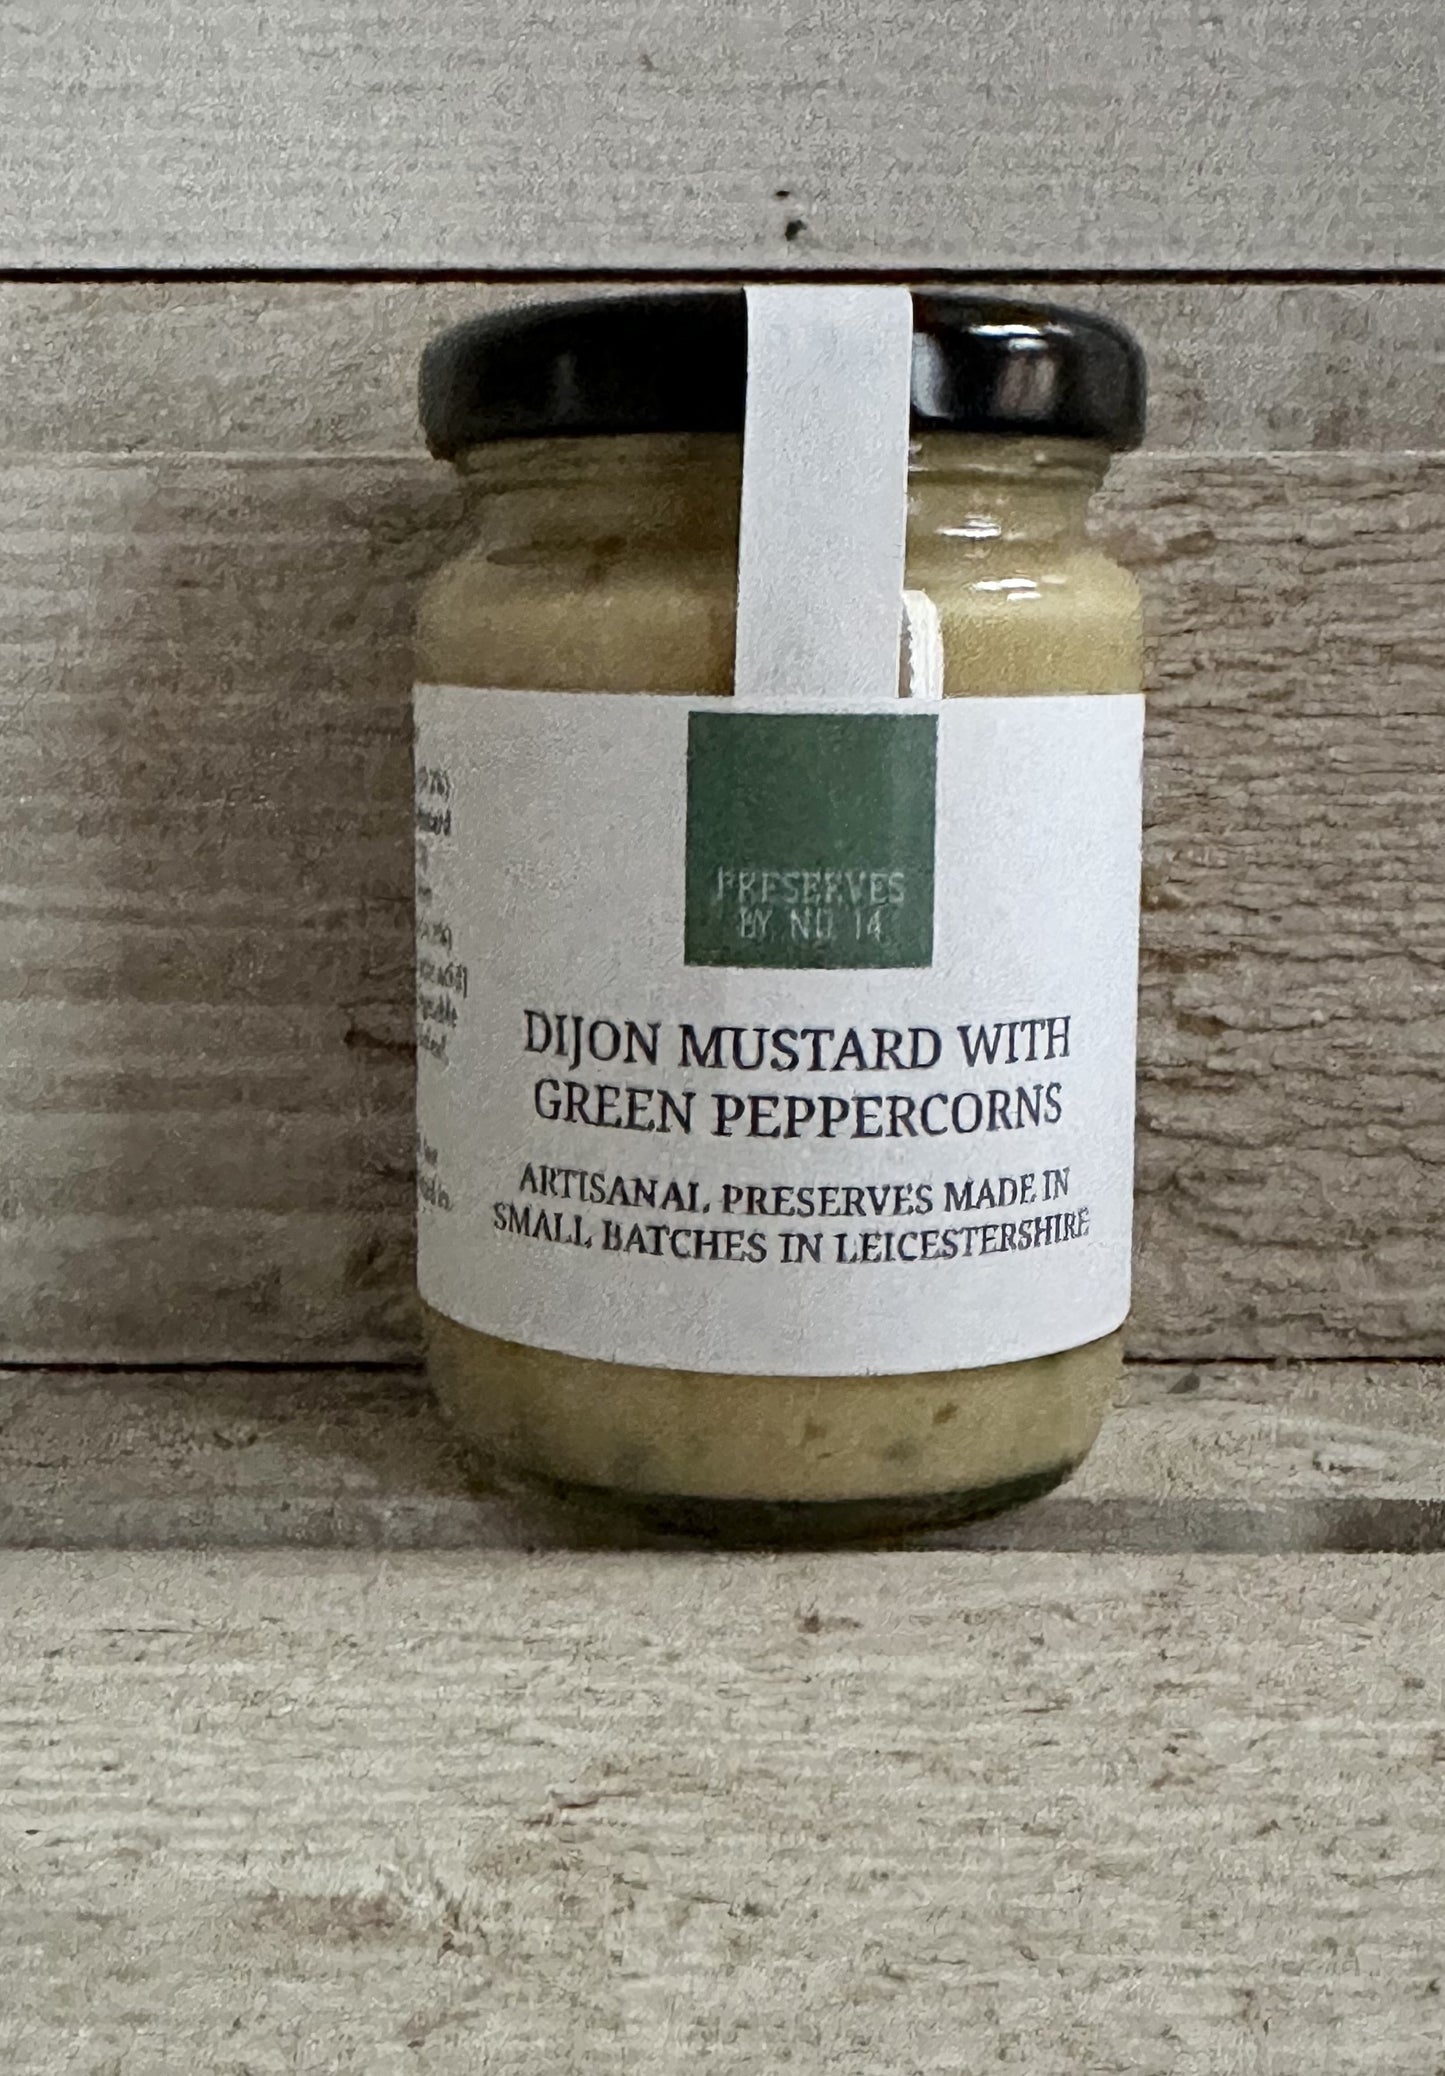 PRESERVES
BY NO 14
DIJON MUSTARD WITH
GREEN PEPPERCORNS
ARTISANAL PRESERVES MADE IN
SMALL BATCHES IN LEICESTERSHIRE